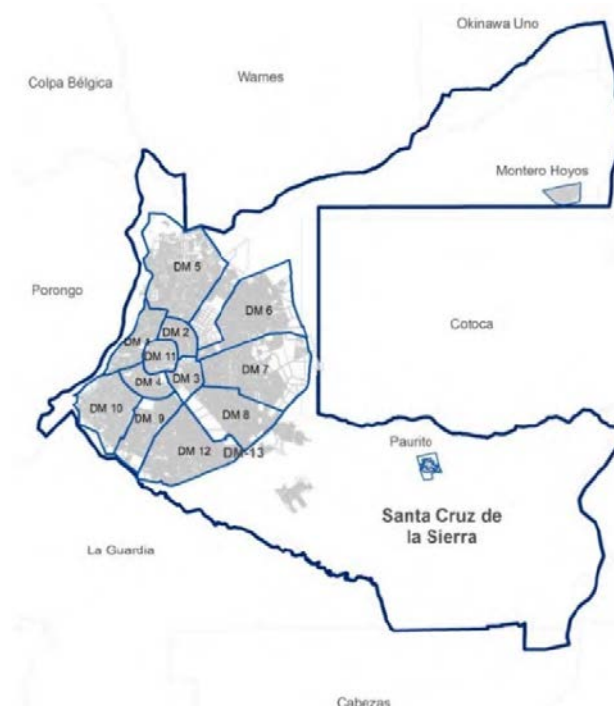 Okinawa Uno
Warnes
Colpa Bélgica
Montero Hoyos
DM 5
Porongo
DM 6
Cotoca
DM 2
DM 11
DM 7
DM 4
DM 3
DM 10
DM 9
DM 8
Paurito
DM 12
DM-13
Santa Cruz de
la Sierra
La Guardia
Cabezas